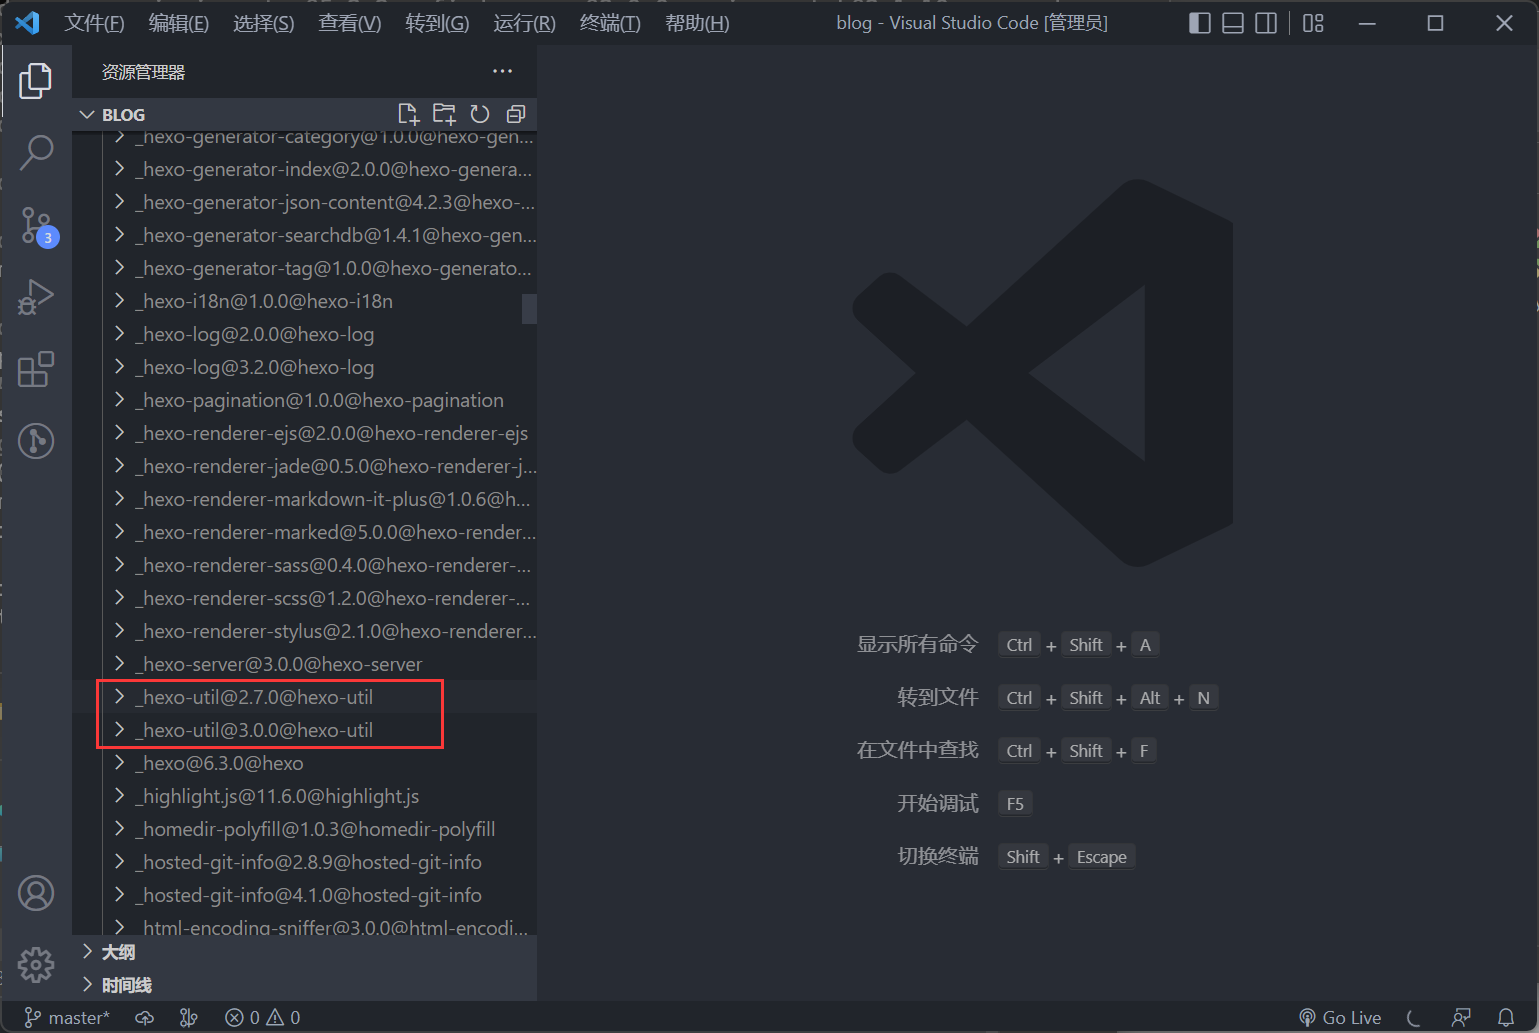 文件(F) 编辑(E) 选择(S) 查看(V) 转到(G) 运行(R) 终端(T) 帮助(H) blog - Visual Studio Code [管理员]
资源管理器 ...
BLOG
_hexo-generator-category@1.0.0@hexo-gen...
_hexo-generator-index@2.0.0@hexo-genera...
_hexo-generator-json-content@4.2.3@hexo-...
_hexo-generator-searchdb@1.4.1@hexo-gen...
_hexo-generator-tag@1.0.0@hexo-generato...
_hexo-i18n@1.0.0@hexo-i18n
_hexo-log@2.0.0@hexo-log
_hexo-log@3.2.0@hexo-log
_hexo-pagination@1.0.0@hexo-pagination
_hexo-renderer-ejs@2.0.0@hexo-renderer-ejs
_hexo-renderer-jade@0.5.0@hexo-renderer-j...
_hexo-renderer-markdown-it-plus@1.0.6@h...
_hexo-renderer-marked@5.0.0@hexo-render...
_hexo-renderer-sass@0.4.0@hexo-renderer-...
_hexo-renderer-scss@1.2.0@hexo-renderer-...
_hexo-renderer-stylus@2.1.0@hexo-renderer...
_hexo-server@3.0.0@hexo-server
_hexo-util@2.7.0@hexo-util
_hexo-util@3.0.0@hexo-util
_hexo@6.3.0@hexo
_highlight.js@11.6.0@highlight.js
_homedir-polyfill@1.0.3@homedir-polyfill
_hosted-git-info@2.8.9@hosted-git-info
_hosted-git-info@4.1.0@hosted-git-info
_html-encoding-sniffer@3.0.0@html-encodi...
大纲
时间线
3
显示所有命令 Ctrl + Shift + A
转到文件 Ctrl + Shift + Alt + N
在文件中查找 Ctrl + Shift + F
开始调试 F5
切换终端 Shift + Escape
master* 0 0 Go Live